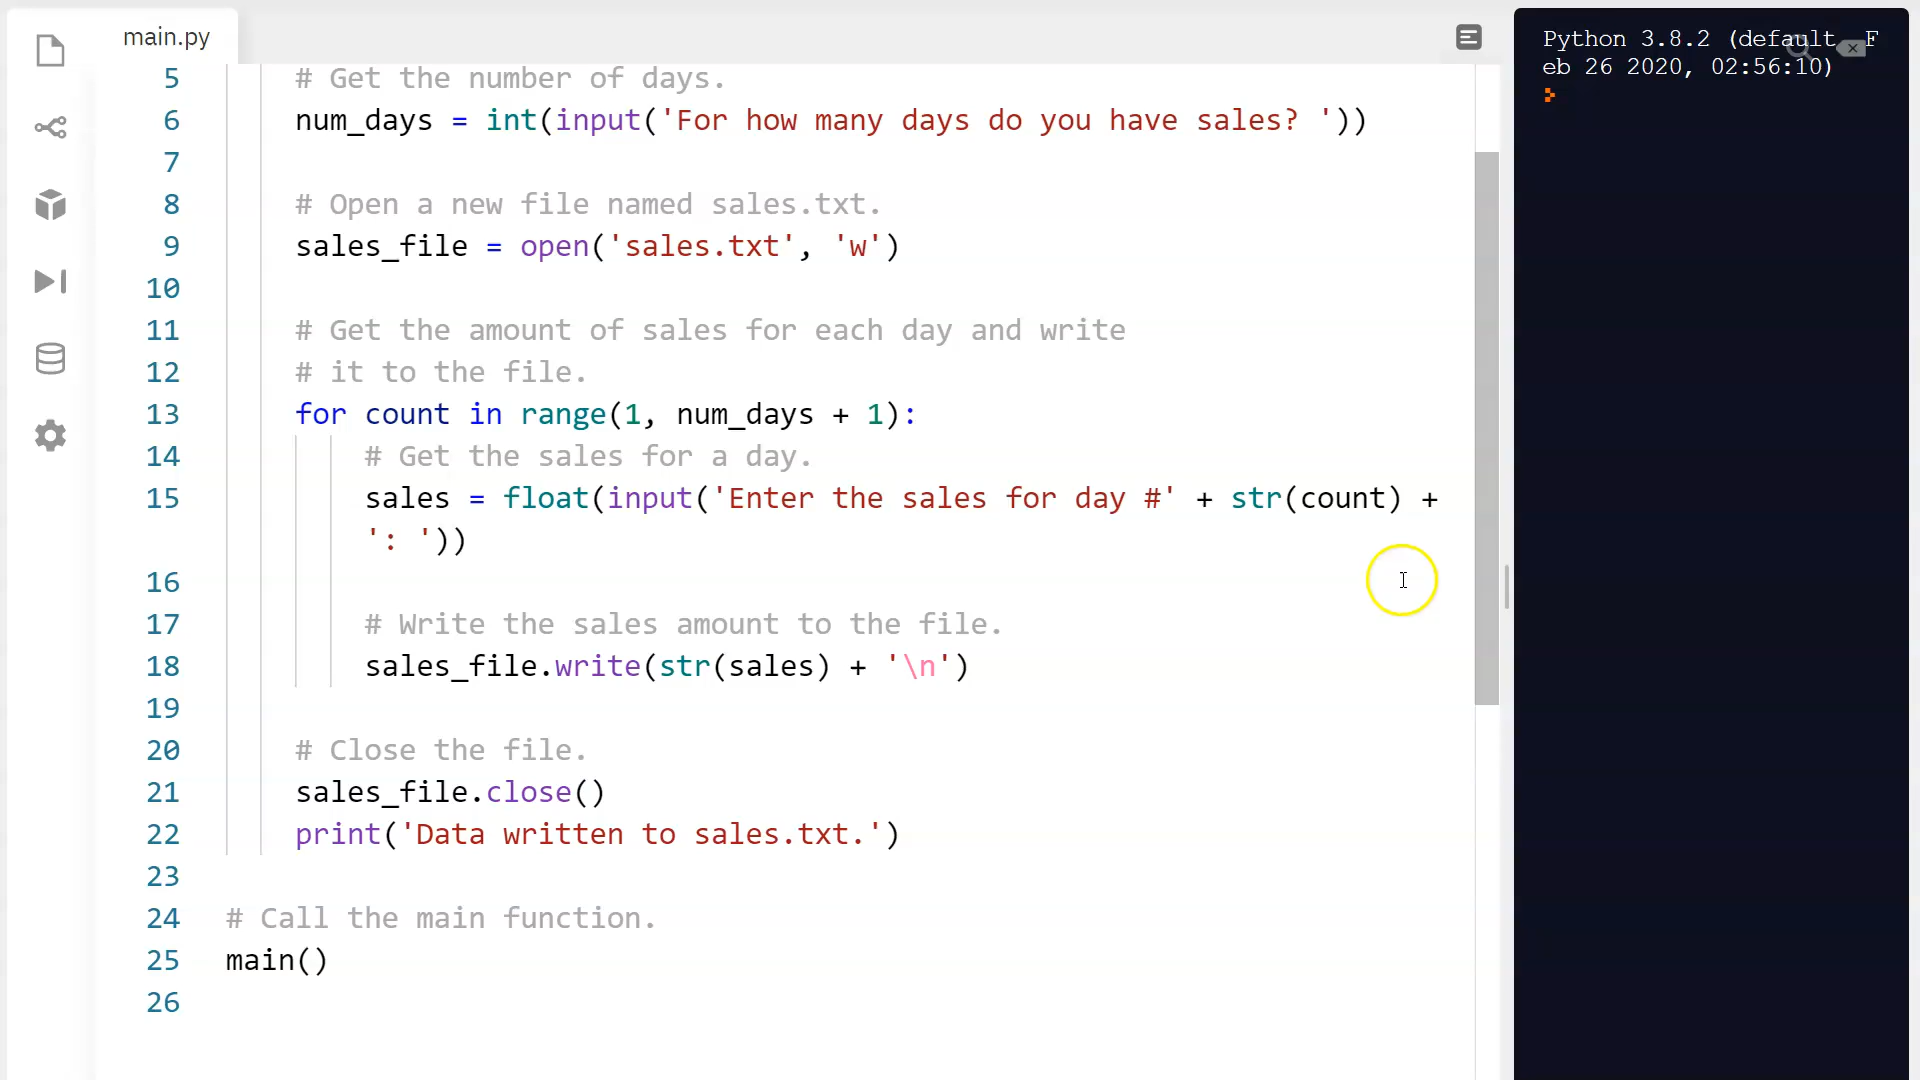 main.py
5 # Get the number of days.
6 num_days = int(input('For how many days do you have sales? '))
7
8 # Open a new file named sales.txt.
9 sales_file = open('sales.txt', 'w')
10
11 # Get the amount of sales for each day and write
12 # it to the file.
13 for count in range(1, num_days + 1):
14 # Get the sales for a day.
15 sales = float(input('Enter the sales for day #' + str(count) +
': '))
16
17 # Write the sales amount to the file.
18 sales_file.write(str(sales) + '\n')
19
20 # Close the file.
21 sales_file.close()
22 print('Data written to sales.txt.')
23
24 # Call the main function.
25 main()
26
Python 3.8.2 (default, F
eb 26 2020, 02:56:10)